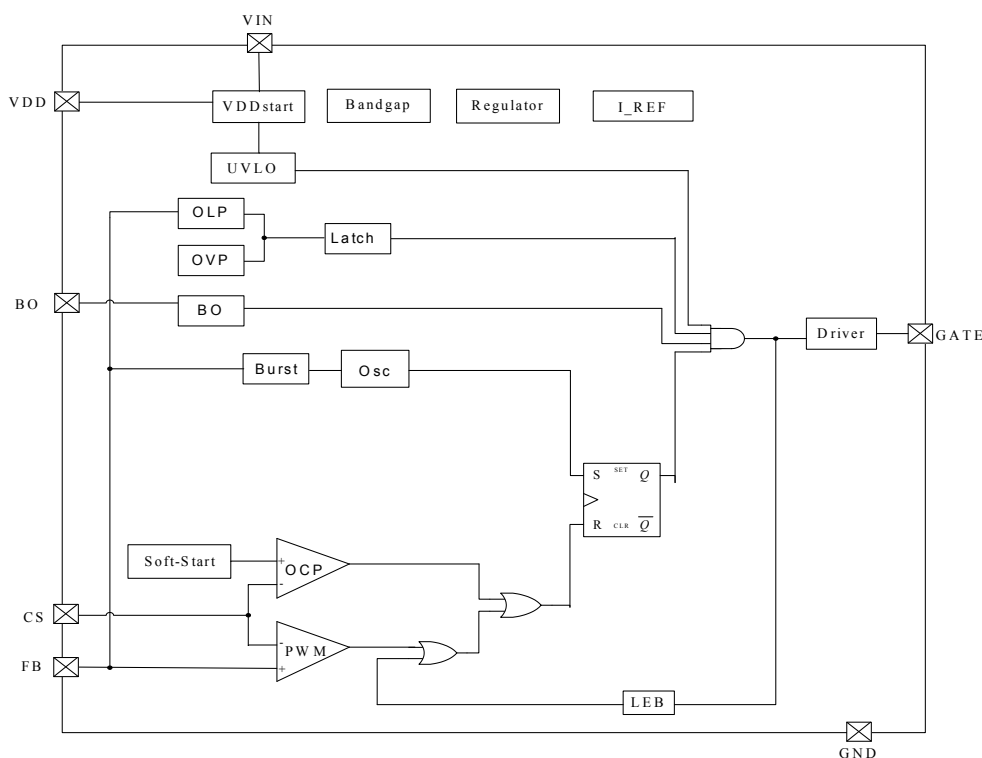 VIN
VDD
VDDstart
Bandgap
Regulator
I_REF
UVLO
OLP
Latch
OVP
BO
BO
Driver
GATE
Burst
Osc
S SET Q
R CLR Q
Soft-Start
+
OCP
-
CS
-
PWM
+
FB
LEB
GND